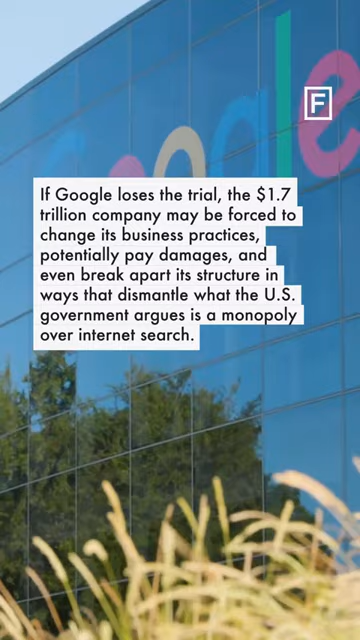 Google
F
If Google loses the trial, the $1.7
trillion company may be forced to
change its business practices,
potentially pay damages, and
even break apart its structure in
ways that dismantle what the U.S.
government argues is a monopoly
over internet search.